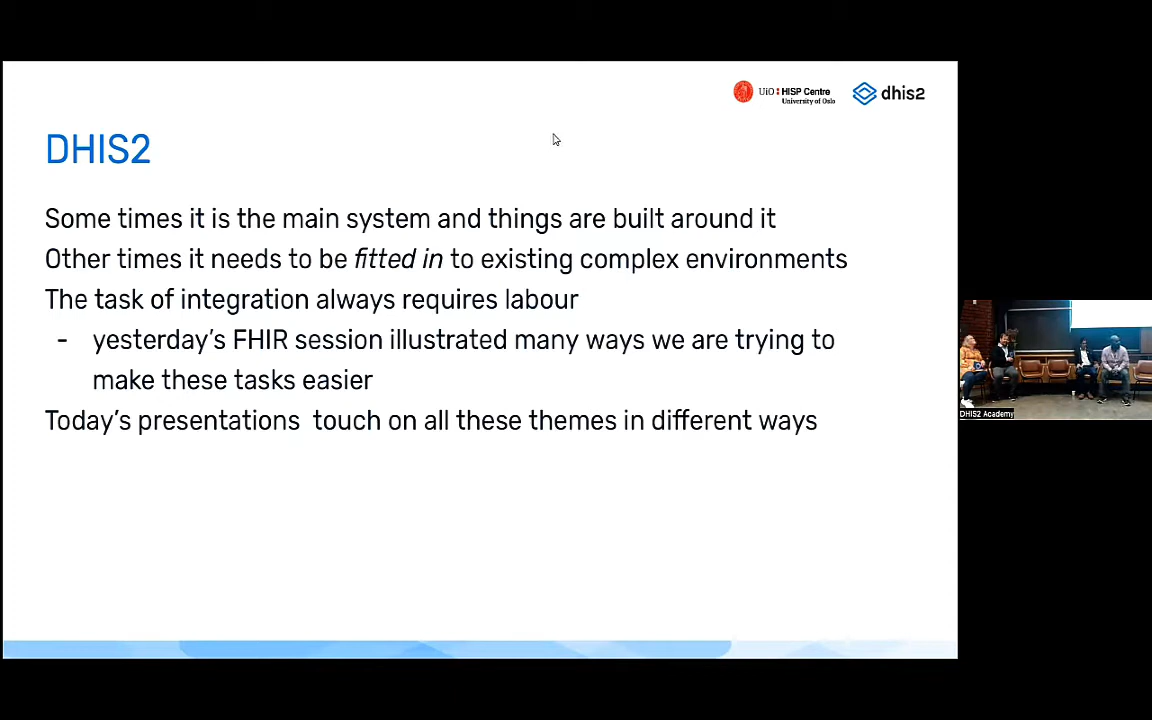 UiO: HISP Centre
University of Oslo
dhis2
DHIS2
Some times it is the main system and things are built around it
Other times it needs to be fitted in to existing complex environments
The task of integration always requires labour
- yesterday's FHIR session illustrated many ways we are trying to
make these tasks easier
Today's presentations  touch on all these themes in different ways
DHIS2 Academy